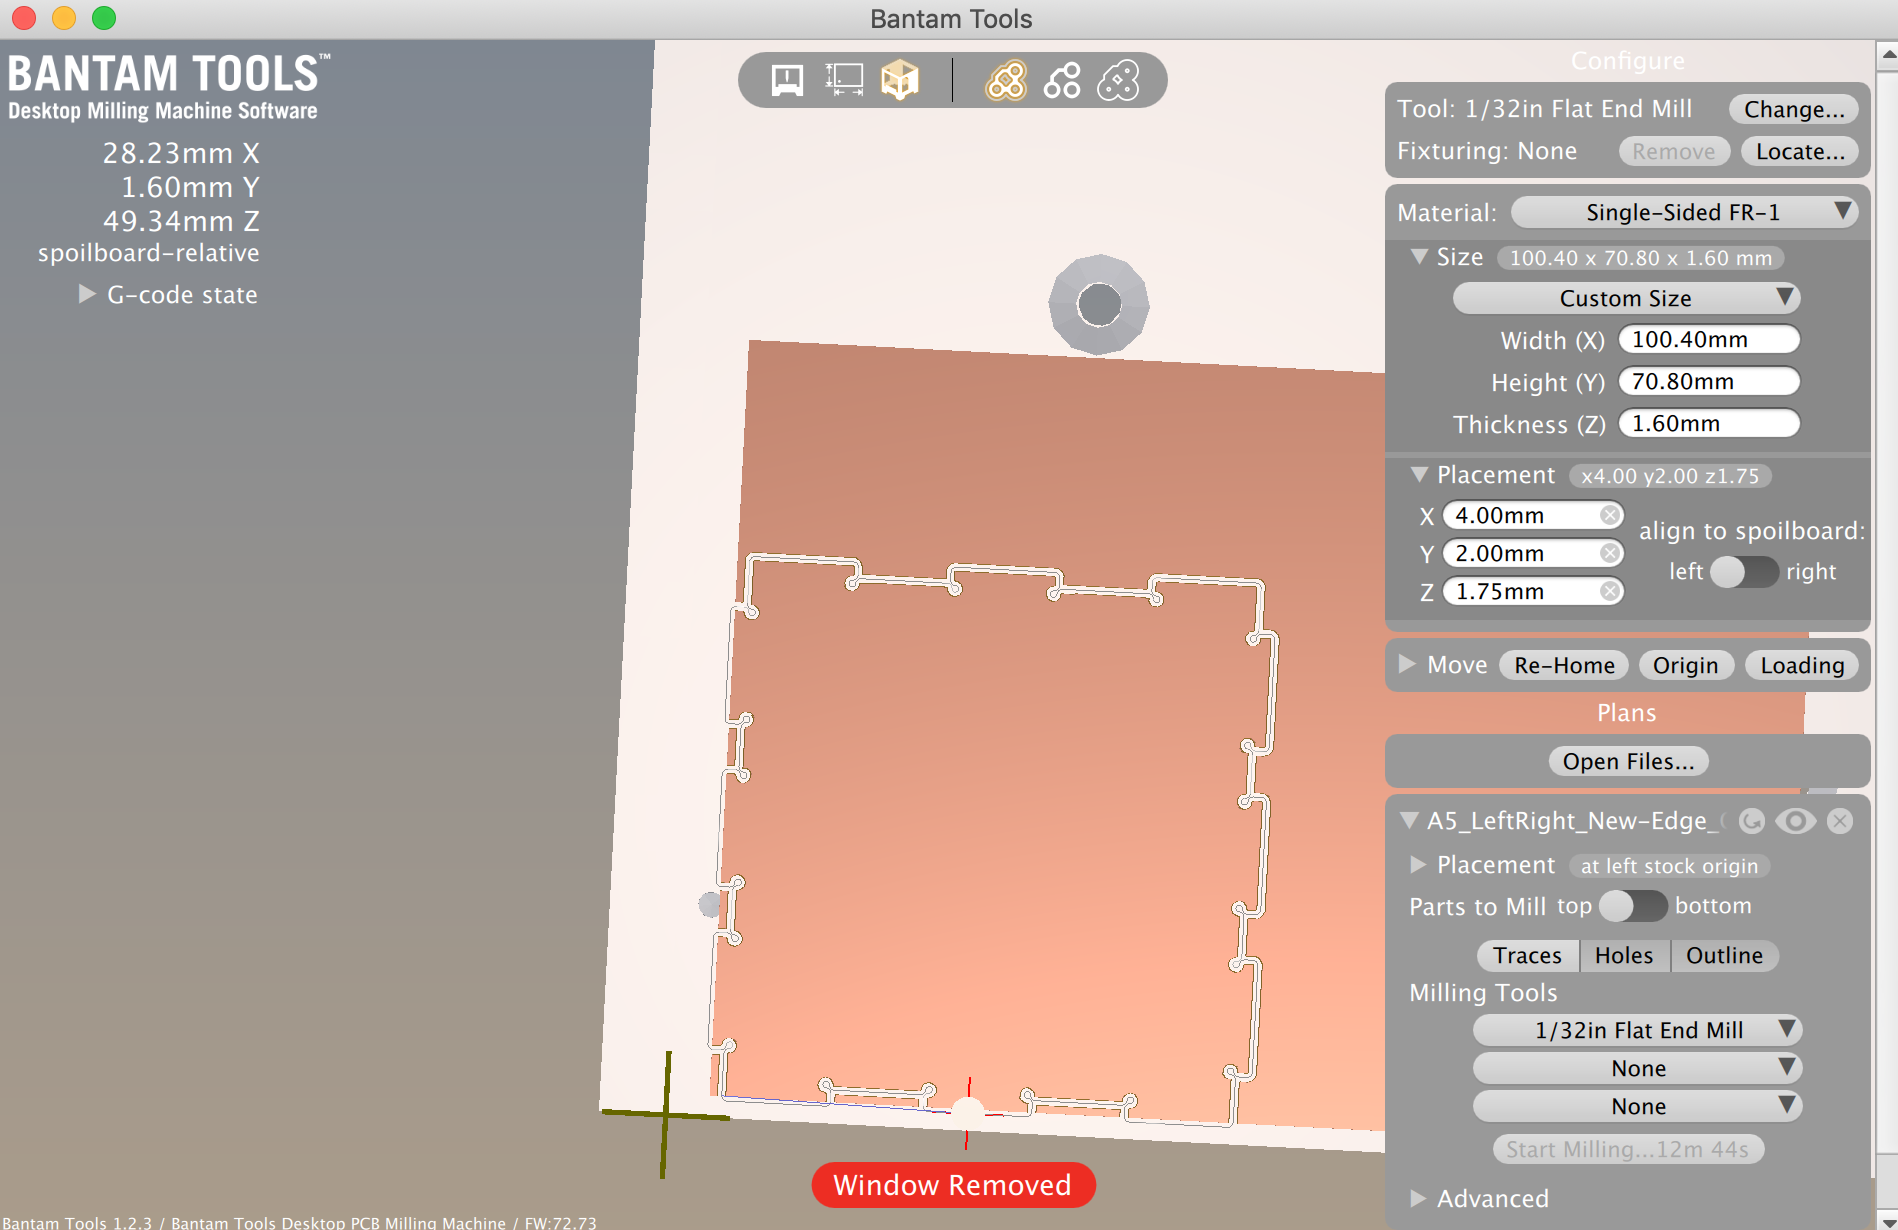 Bantam Tools
BANTAM TOOLS™
Desktop Milling Machine Software
28.23mm X
1.60mm Y
49.34mm Z
spoilboard-relative
G-code state
Configure
Tool: 1/32in Flat End Mill Change...
Fixturing: None Remove Locate...
Material: Single-Sided FR-1
Size 100.40 x 70.80 x 1.60 mm
Custom Size
Width (X) 100.40mm
Height (Y) 70.80mm
Thickness (Z) 1.60mm
Placement x4.00 y2.00 z1.75
X 4.00mm
align to spoilboard:
Y 2.00mm
left right
Z 1.75mm
Move Re-Home Origin Loading
Plans
Open Files...
A5_LeftRight_New-Edge_
Placement at left stock origin
Parts to Mill top bottom
Traces Holes Outline
Milling Tools
1/32in Flat End Mill
None
None
Start Milling...12m 44s
Advanced
Window Removed
Bantam Tools 1.2.3 / Bantam Tools Desktop PCB Milling Machine / FW:72.73